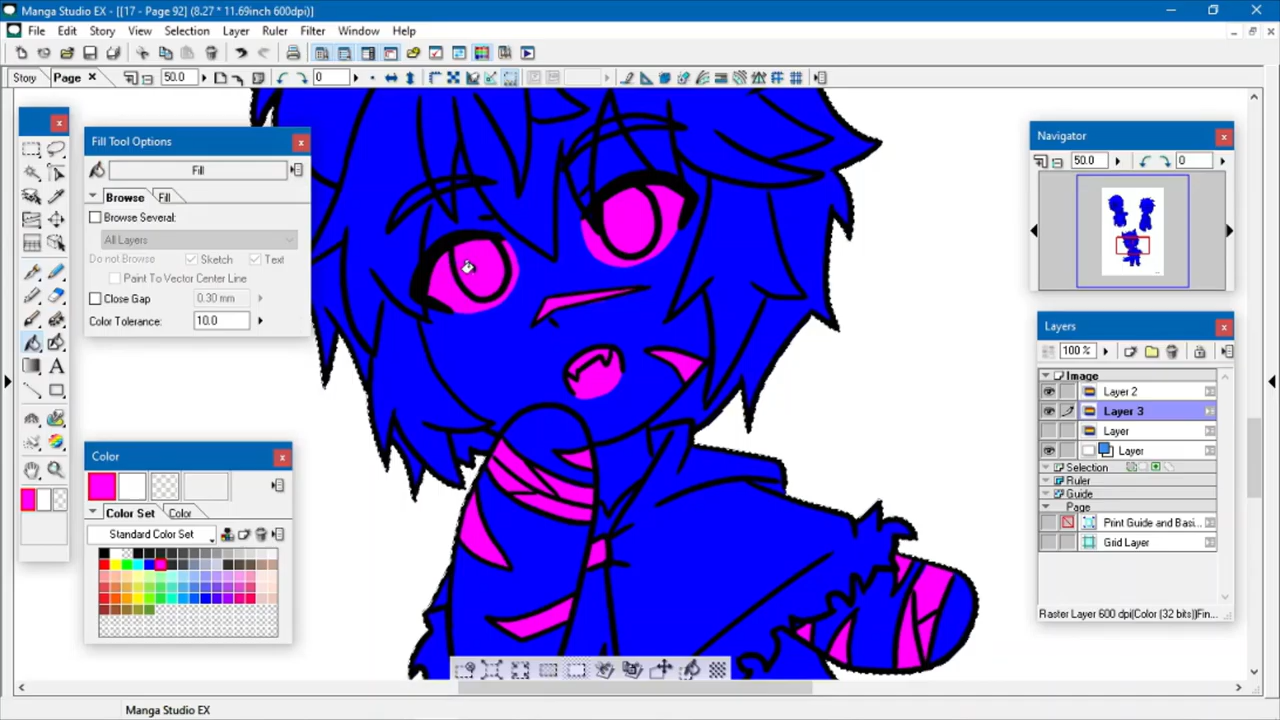 Manga Studio EX - [[17 - Page 92] (8.27 * 11.69inch 600dpi)]
File Edit Story View Selection Layer Ruler Filter Window Help
Story Page 50.0 0
Fill Tool Options
Fill
Browse Fill
Browse Several:
All Layers
Do not Browse Sketch Text
Paint To Vector Center Line
Close Gap 0.30 mm
Color Tolerance: 10.0
Color
Color Set Color
Standard Color Set
Navigator
50.0 0
Layers
100 %
Image
Layer 2
Layer 3
Layer
Layer
Selection
Ruler
Guide
Page
Print Guide and Basi...
Grid Layer
Raster Layer 600 dpi(Color (32 bits))Fin...
Manga Studio EX